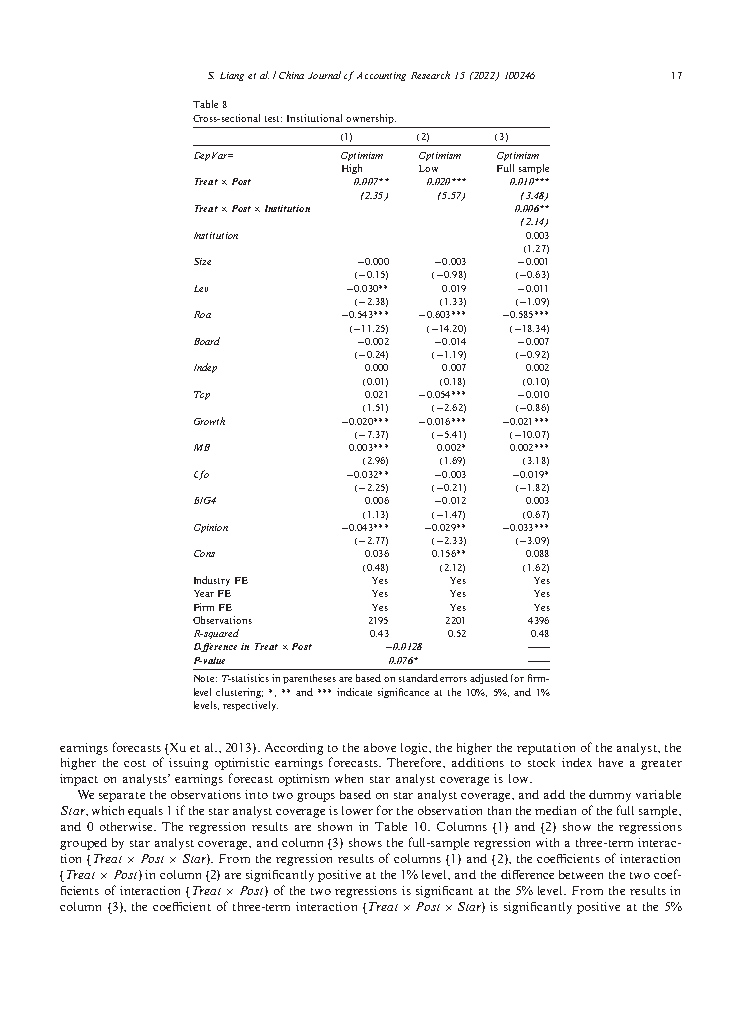 S. Liang et al. / China Journal of Accounting Research 15 (2022) 100246 17
Table 8
Cross-sectional test: Institutional ownership.
(1) (2) (3)
DepVar= Optimism Optimism Optimism
High Low Full sample
Treat × Post 0.007** 0.020*** 0.010***
(2.35) (5.57) (3.48)
Treat × Post × Institution 0.006**
(2.14)
Institution 0.003
(1.27)
Size −0.000 −0.003 −0.001
(−0.15) (−0.98) (−0.63)
Lev −0.030** 0.019 −0.011
(−2.38) (1.33) (−1.09)
Roa −0.543*** −0.603*** −0.585***
(−11.25) (−14.20) (−18.34)
Board −0.002 −0.014 −0.007
(−0.24) (−1.19) (−0.92)
Indep 0.000 0.007 0.002
(0.01) (0.18) (0.10)
Top 0.021 −0.054*** −0.010
(1.51) (−2.62) (−0.86)
Growth −0.020*** −0.016*** −0.021***
(−7.37) (−5.41) (−10.07)
MB 0.003*** 0.002* 0.002***
(2.96) (1.69) (3.18)
Cfo −0.032** −0.003 −0.019*
(−2.25) (−0.21) (−1.82)
BIG4 0.006 −0.012 0.003
(1.13) (−1.47) (0.67)
Opinion −0.043*** −0.029** −0.033***
(−2.77) (−2.33) (−3.09)
Cons 0.036 0.156** 0.088
(0.48) (2.12) (1.62)
Industry FE Yes Yes Yes
Year FE Yes Yes Yes
Firm FE Yes Yes Yes
Observations 2195 2201 4396
R-squared 0.43 0.52 0.48
Difference in Treat × Post −0.0128 ——
P-value 0.076* ——
Note: T-statistics in parentheses are based on standard errors adjusted for firm-
level clustering; *, ** and *** indicate significance at the 10%, 5%, and 1%
levels, respectively.
earnings forecasts (Xu et al., 2013). According to the above logic, the higher the reputation of the analyst, the
higher the cost of issuing optimistic earnings forecasts. Therefore, additions to stock index have a greater
impact on analysts' earnings forecast optimism when star analyst coverage is low.
We separate the observations into two groups based on star analyst coverage, and add the dummy variable
Star, which equals 1 if the star analyst coverage is lower for the observation than the median of the full sample,
and 0 otherwise. The regression results are shown in Table 10. Columns (1) and (2) show the regressions
grouped by star analyst coverage, and column (3) shows the full-sample regression with a three-term interac-
tion (Treat × Post × Star). From the regression results of columns (1) and (2), the coefficients of interaction
(Treat × Post) in column (2) are significantly positive at the 1% level, and the difference between the two coef-
ficients of interaction (Treat × Post) of the two regressions is significant at the 5% level. From the results in
column (3), the coefficient of three-term interaction (Treat × Post × Star) is significantly positive at the 5%